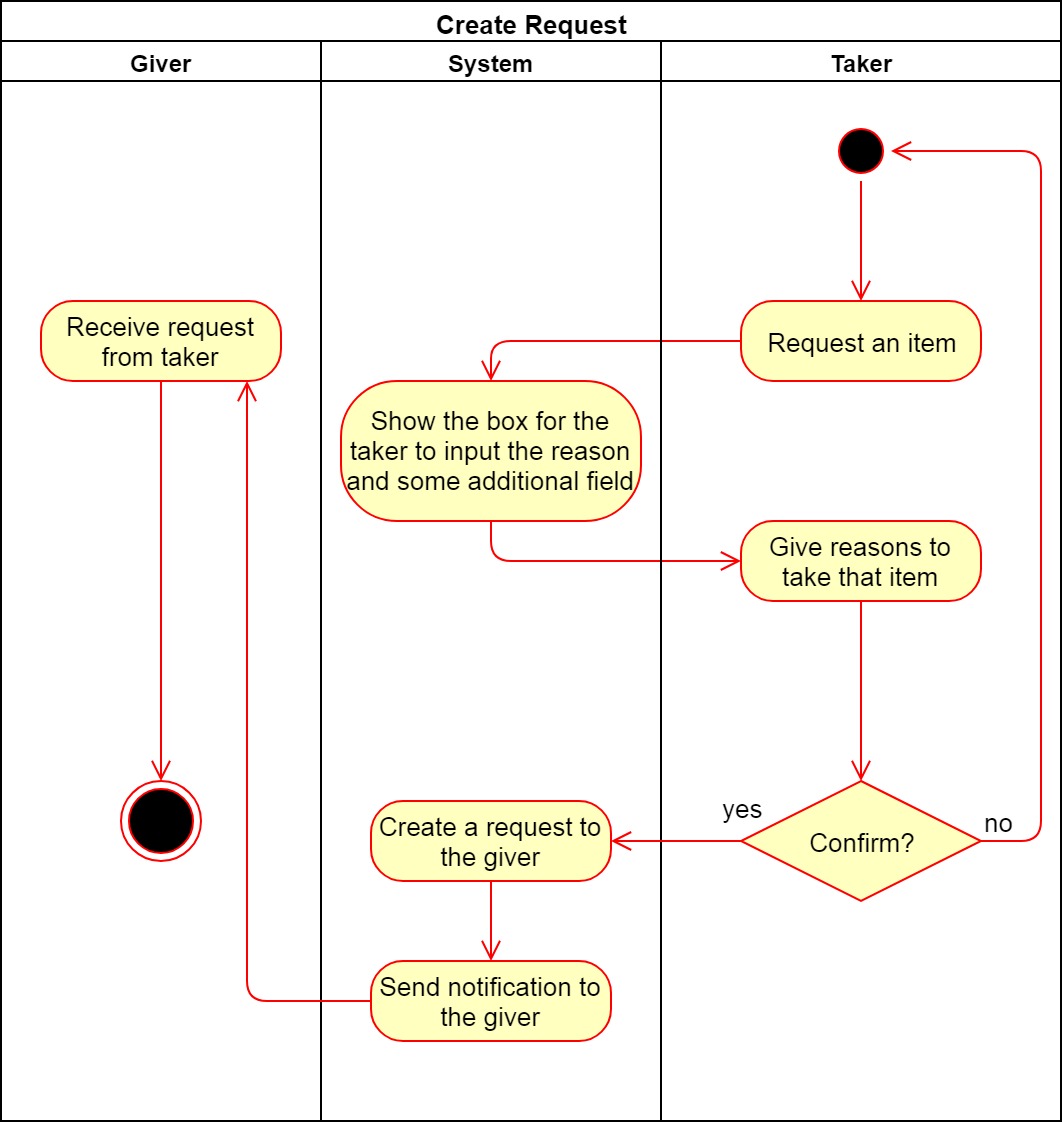 Create Request
Giver
System
Taker
Request an item
Show the box for the
taker to input the reason
and some additional field
Give reasons to
take that item
Confirm?
yes
no
Create a request to
the giver
Send notification to
the giver
Receive request
from taker